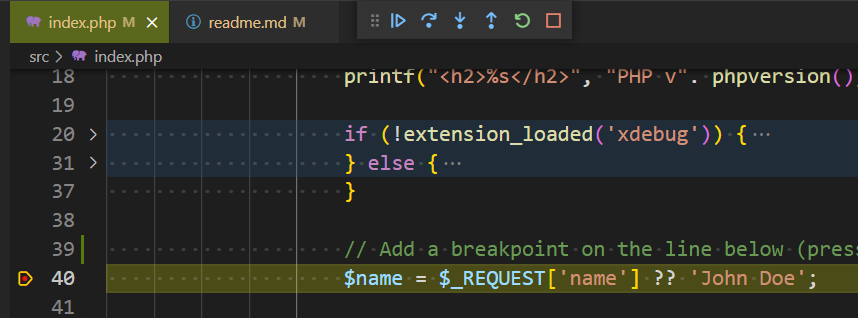 index.php M
readme.md M
src > index.php
18 printf("<h2>%s</h2>", "PHP v". phpversion()
19
20 if (!extension_loaded('xdebug')) { ...
31 } else { ...
37 }
38
39 // Add a breakpoint on the line below (press
40 $name = $_REQUEST['name'] ?? 'John Doe';
41